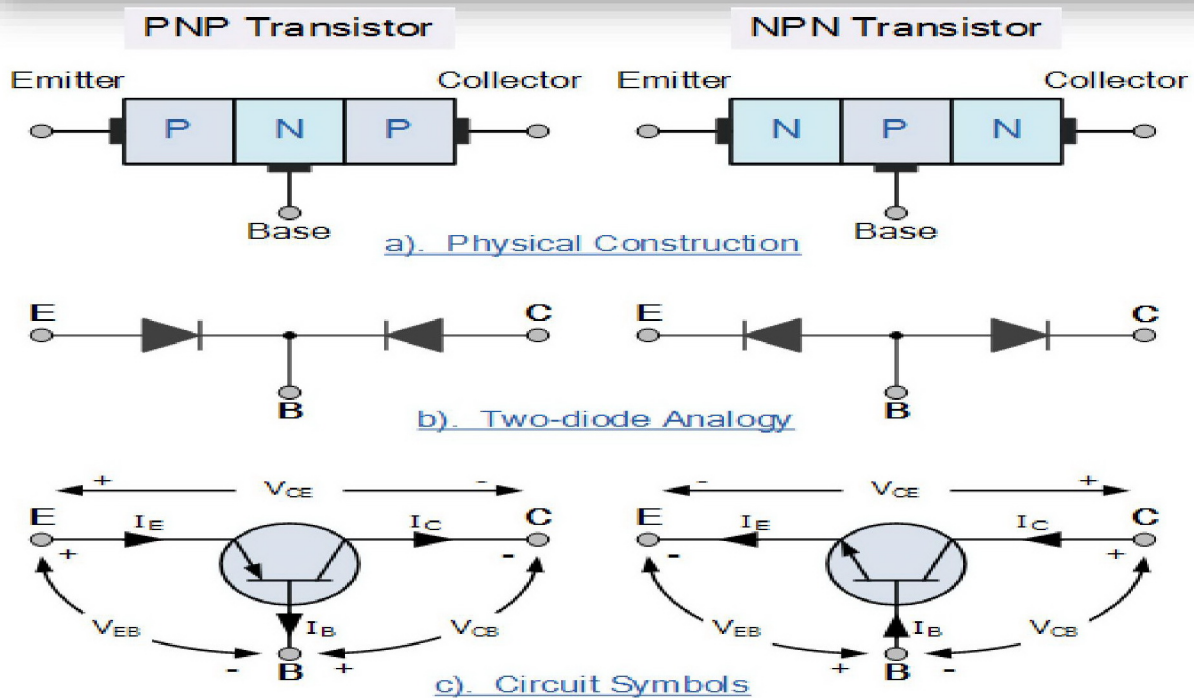 PNP Transistor NPN Transistor
Emitter Collector Emitter Collector
P N P N P N
Base Base
a). Physical Construction
E C E C
B B
b). Two-diode Analogy
+ VCE - - VCE +
E IE IC C E IE IC C
+ - - +
VEB IB VCB VEB IB VCB
- B + + B -
c). Circuit Symbols